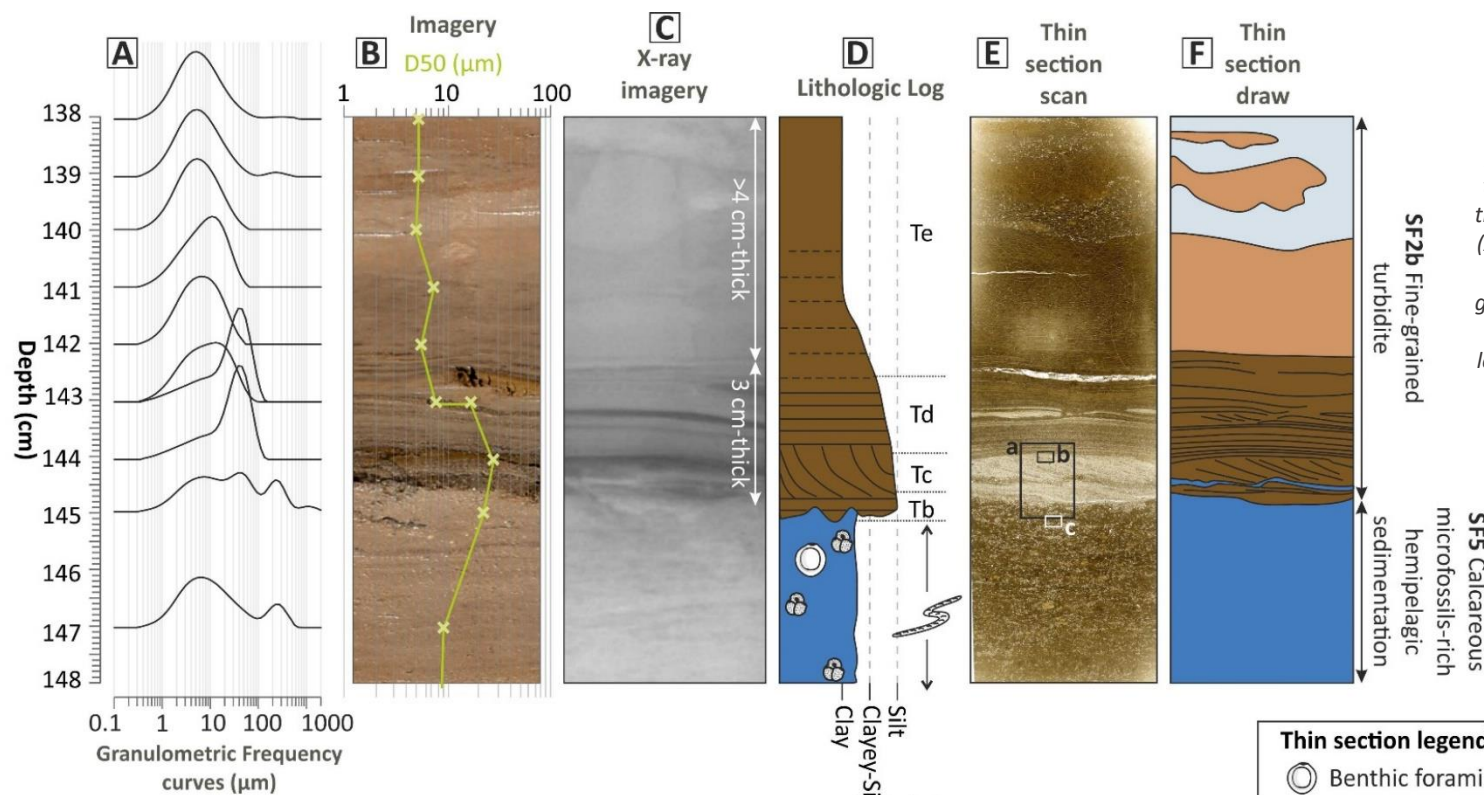 A
B
Imagery
D50 (µm)
1 10 100
C
X-ray
imagery
D
Lithologic Log
E
Thin
section
scan
F
Thin
section
draw
138
139
140
141
142
143
144
145
146
147
148
Depth (cm)
0.1 1 10 100 1000
Granulometric Frequency
curves (µm)
>4 cm-thick
3 cm-thick
Te
Td
Tc
Tb
Clay
Clayey-Si
Silt
a
b
c
SF2b Fine-grained
turbidite
SF5 Calcareous
microfossils-rich
hemipelagic
sedimentation
Thin section legend
Benthic forami